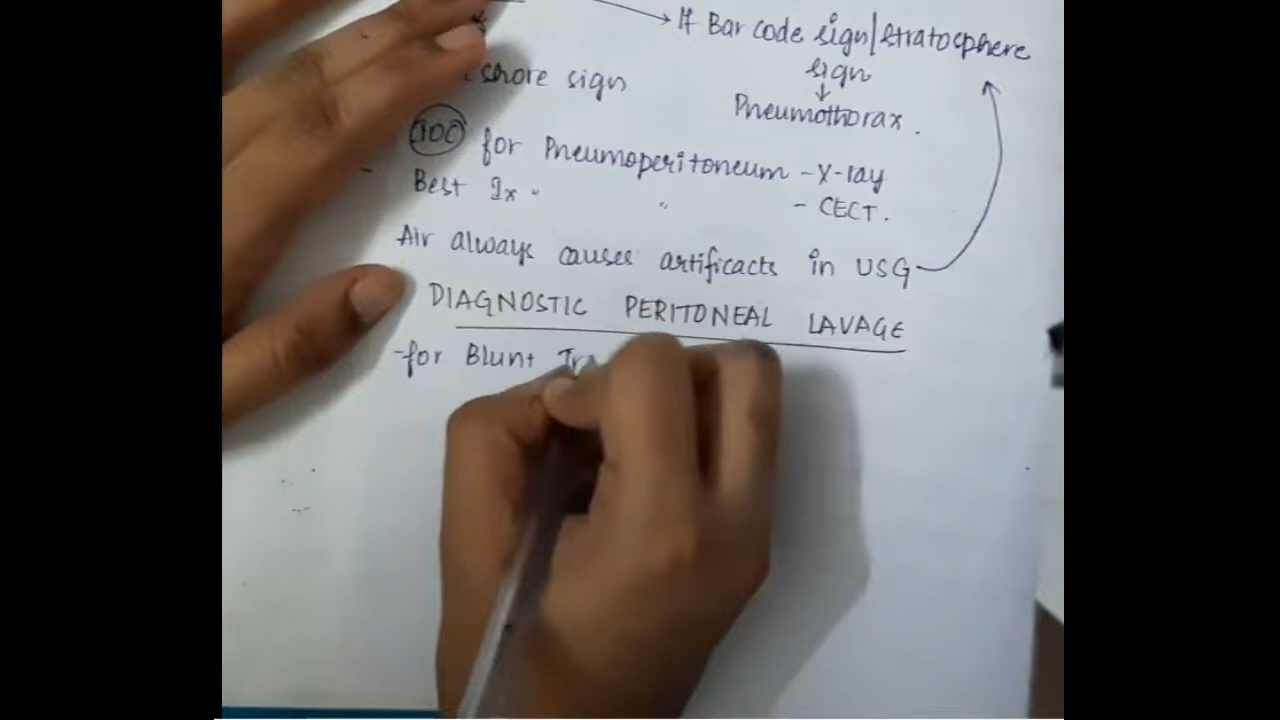 If Bar code sign/stratosphere
sign
↓
shore sign
Pneumothorax.
IOC for Pneumoperitoneum - X-ray
Best Ix " " - CECT.
Air always causes artificacts in USG
DIAGNOSTIC PERITONEAL LAVAGE
-for Blunt